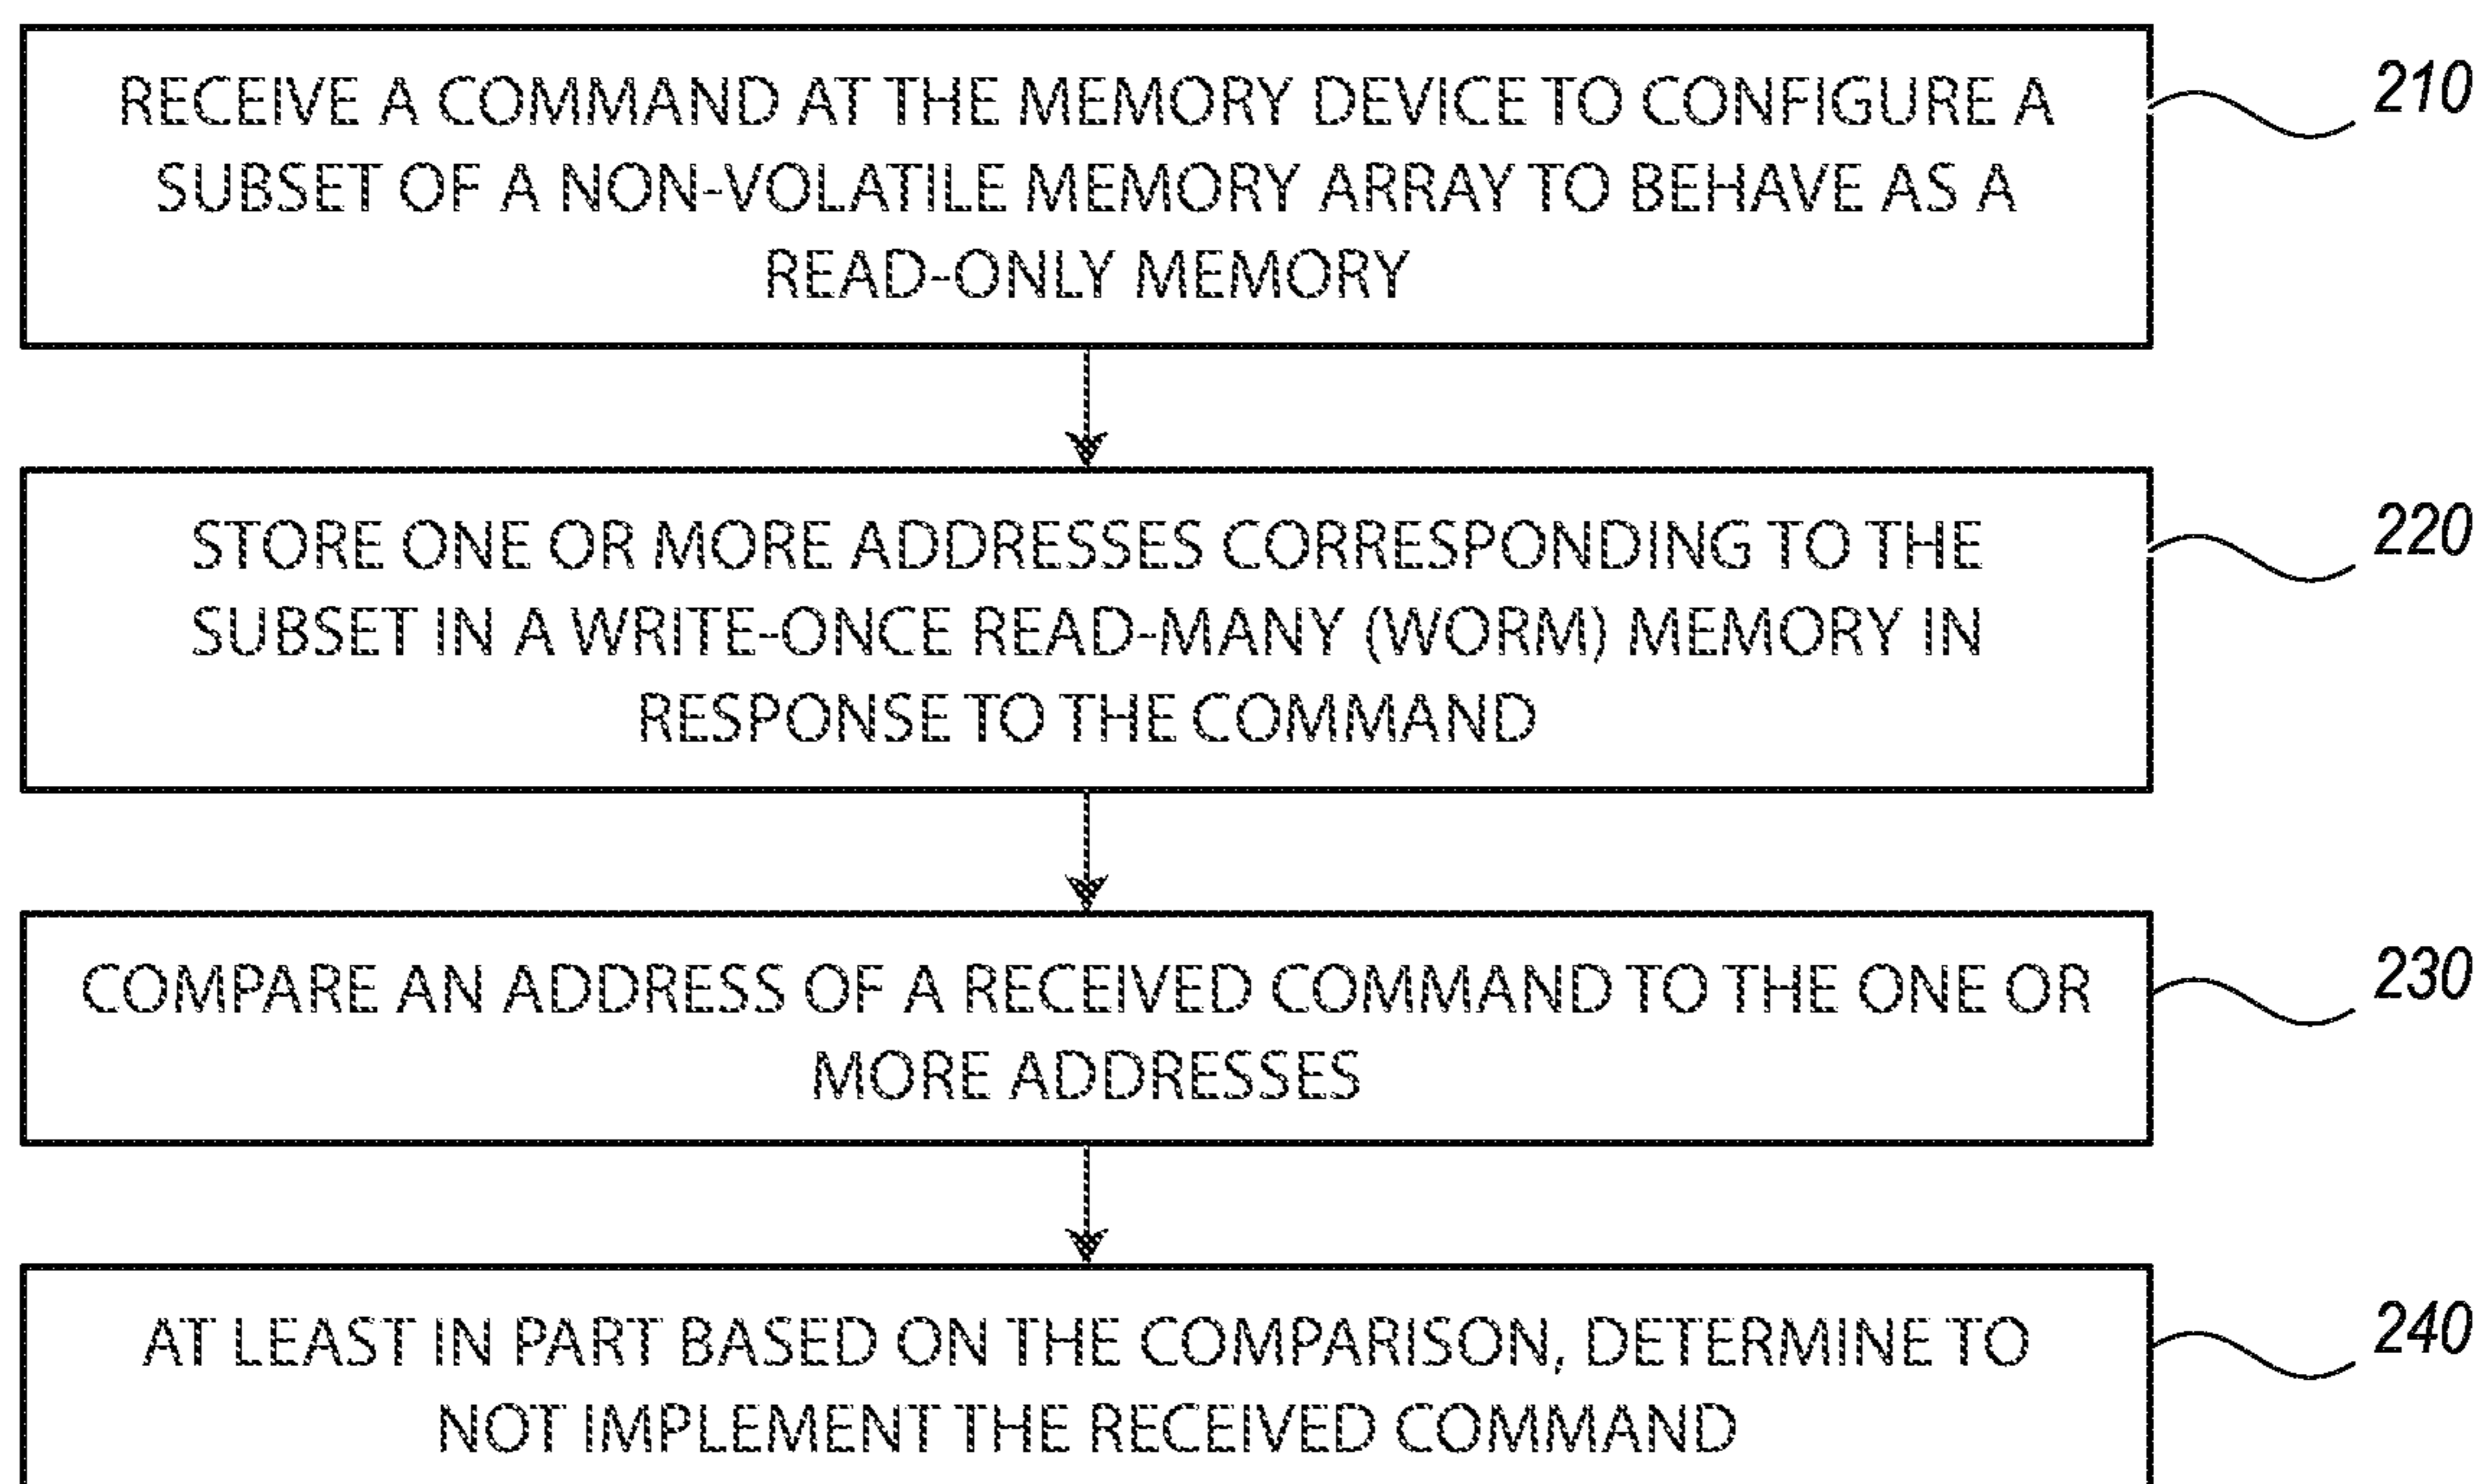 RECEIVE A COMMAND AT THE MEMORY DEVICE TO CONFIGURE A
SUBSET OF A NON-VOLATILE MEMORY ARRAY TO BEHAVE AS A
READ-ONLY MEMORY
210
STORE ONE OR MORE ADDRESSES CORRESPONDING TO THE
SUBSET IN A WRITE-ONCE READ-MANY (WORM) MEMORY IN
RESPONSE TO THE COMMAND
220
COMPARE AN ADDRESS OF A RECEIVED COMMAND TO THE ONE OR
MORE ADDRESSES
230
AT LEAST IN PART BASED ON THE COMPARISON, DETERMINE TO
NOT IMPLEMENT THE RECEIVED COMMAND
240